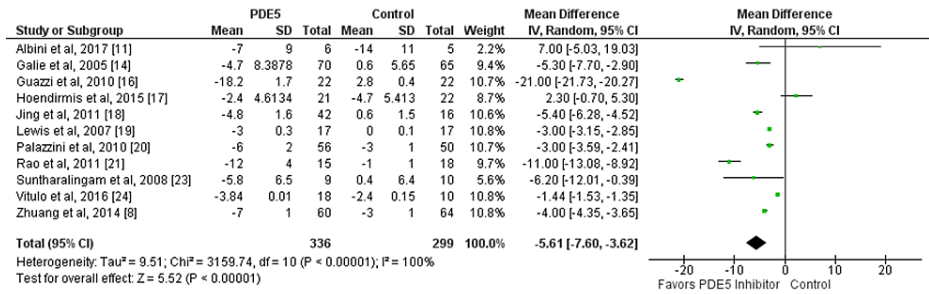 PDE5 Control Mean Difference Mean Difference
Study or Subgroup Mean SD Total Mean SD Total Weight IV, Random, 95% CI IV, Random, 95% CI
Albini et al, 2017 [11] -7 9 6 -14 11 5 2.2% 7.00 [-5.03, 19.03]
Galie et al, 2005 [14] -4.7 8.3878 70 0.6 5.65 65 9.4% -5.30 [-7.70, -2.90]
Guazzi et al, 2010 [16] -18.2 1.7 22 2.8 0.4 22 10.7% -21.00 [-21.73, -20.27]
Hoendirmis et al, 2015 [17] -2.4 4.6134 21 -4.7 5.413 22 8.7% 2.30 [-0.70, 5.30]
Jing et al, 2011 [18] -4.8 1.6 42 0.6 1.5 16 10.6% -5.40 [-6.28, -4.52]
Lewis et al, 2007 [19] -3 0.3 17 0 0.1 17 10.8% -3.00 [-3.15, -2.85]
Palazzini et al, 2010 [20] -6 2 56 -3 1 50 10.7% -3.00 [-3.59, -2.41]
Rao et al, 2011 [21] -12 4 15 -1 1 18 9.7% -11.00 [-13.08, -8.92]
Suntharalingam et al, 2008 [23] -5.8 6.5 9 0.4 6.4 10 5.6% -6.20 [-12.01, -0.39]
Vitulo et al, 2016 [24] -3.84 0.01 18 -2.4 0.15 10 10.8% -1.44 [-1.53, -1.35]
Zhuang et al, 2014 [8] -7 1 60 -3 1 64 10.8% -4.00 [-4.35, -3.65]
Total (95% CI) 336 299 100.0% -5.61 [-7.60, -3.62]
Heterogeneity: Tau² = 9.51; Chi² = 3159.74, df = 10 (P < 0.00001); I² = 100%
Test for overall effect: Z = 5.52 (P < 0.00001)
-20 -10 0 10 20
Favors PDE5 Inhibitor Control